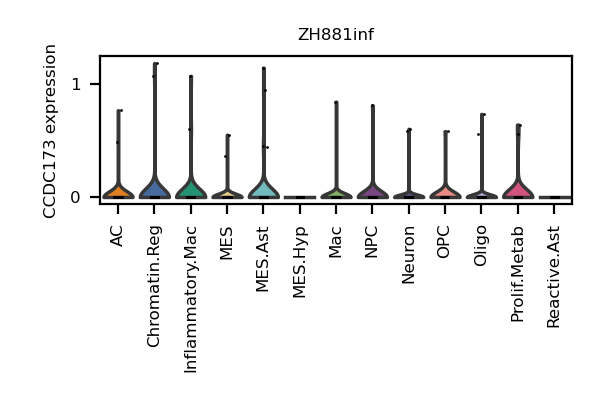 ZH881inf
CCDC173 expression
1
0
AC
Chromatin.Reg
Inflammatory.Mac
MES
MES.Ast
MES.Hyp
Mac
NPC
Neuron
OPC
Oligo
Prolif.Metab
Reactive.Ast